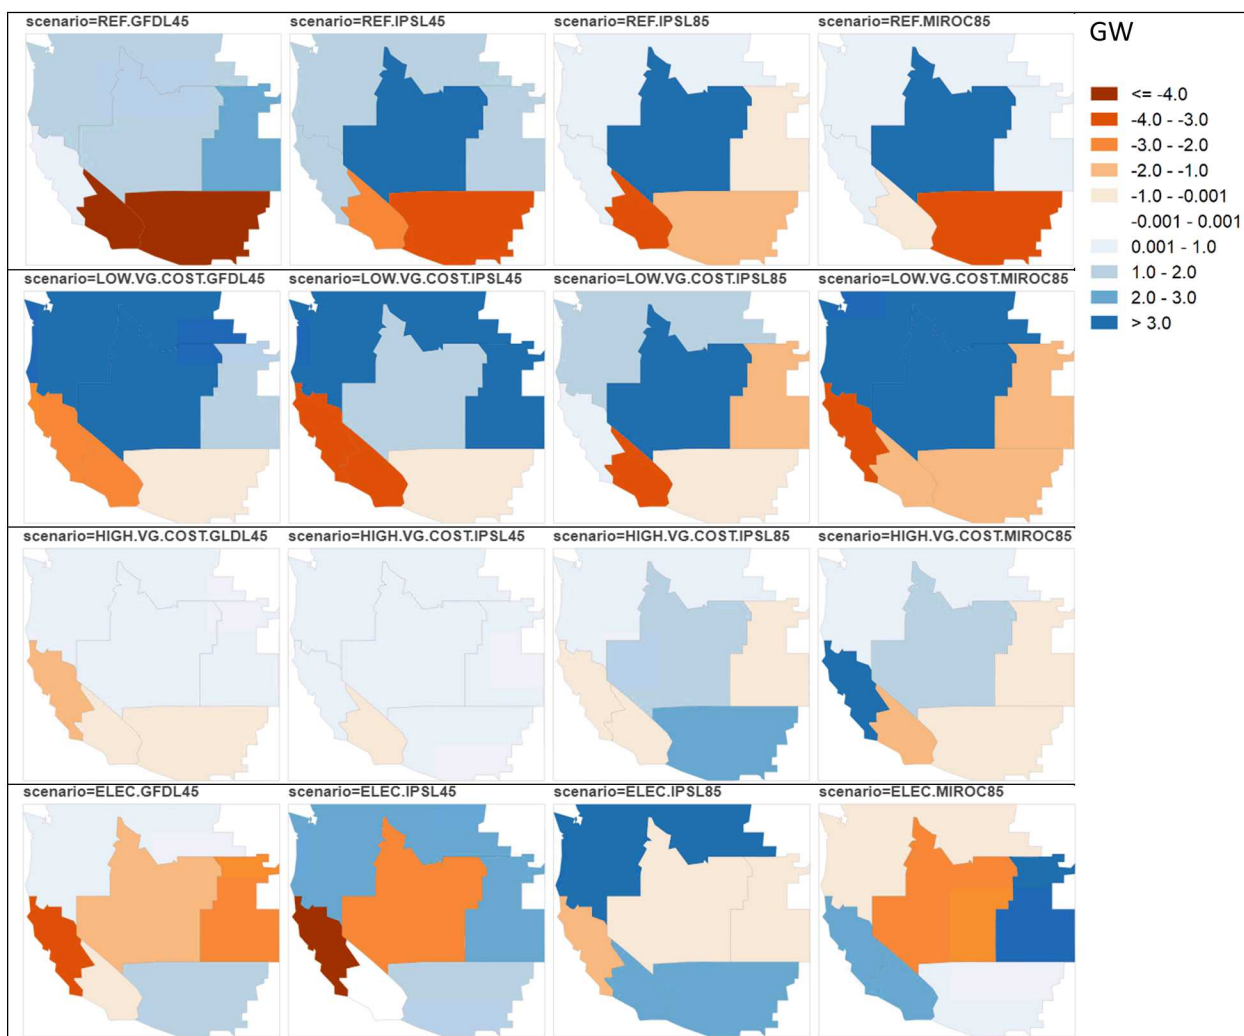 scenario=REF.GFDL45 scenario=REF.IPSL45 scenario=REF.IPSL85 scenario=REF.MIROC85
GW
<= -4.0
-4.0 - -3.0
-3.0 - -2.0
-2.0 - -1.0
-1.0 - -0.001
-0.001 - 0.001
0.001 - 1.0
1.0 - 2.0
2.0 - 3.0
> 3.0
scenario=LOW.VG.COST.GFDL45 scenario=LOW.VG.COST.IPSL45 scenario=LOW.VG.COST.IPSL85 scenario=LOW.VG.COST.MIROC85
scenario=HIGH.VG.COST.GLDL45 scenario=HIGH.VG.COST.IPSL45 scenario=HIGH.VG.COST.IPSL85 scenario=HIGH.VG.COST.MIROC85
scenario=ELEC.GFDL45 scenario=ELEC.IPSL45 scenario=ELEC.IPSL85 scenario=ELEC.MIROC85